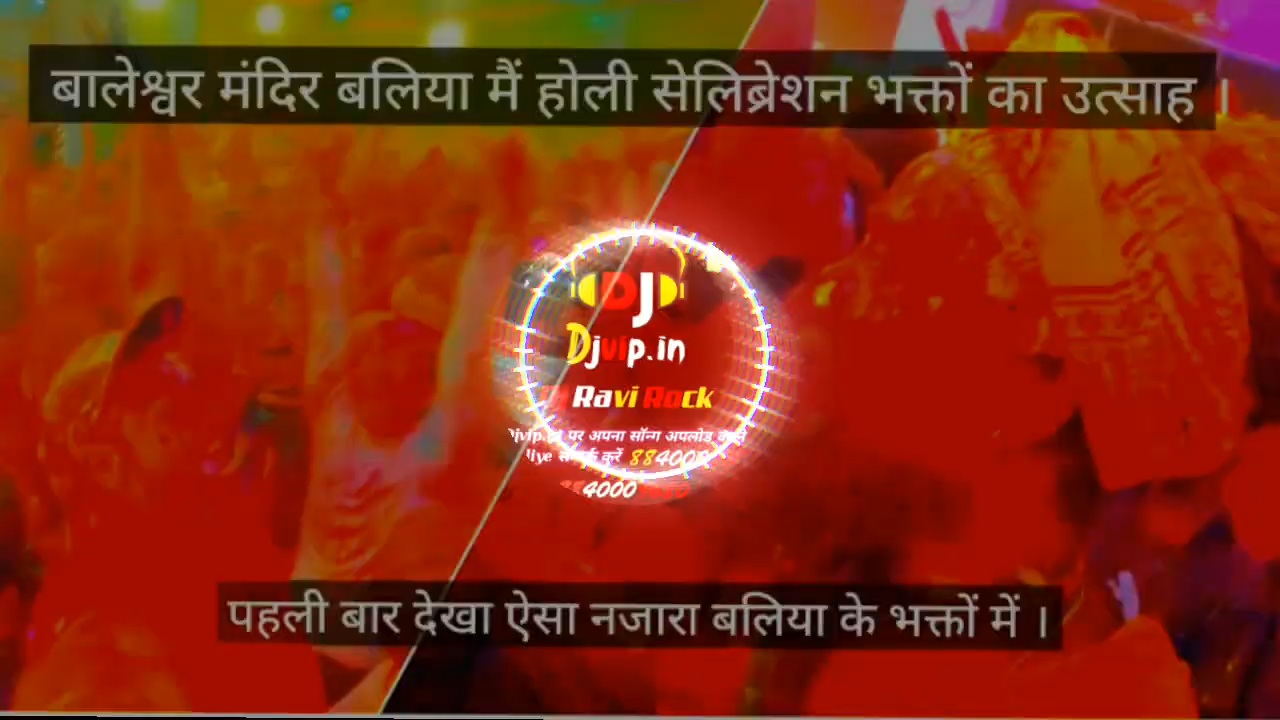 बालेश्वर मंदिर बलिया मैं होली सेलिब्रेशन भक्तों का उत्साह ।
DJ
Djvip.in
Ravi Rock
पर अपना सॉन्ग अपलोड
करें
4000
पहली बार देखा ऐसा नजारा बलिया के भक्तों में ।